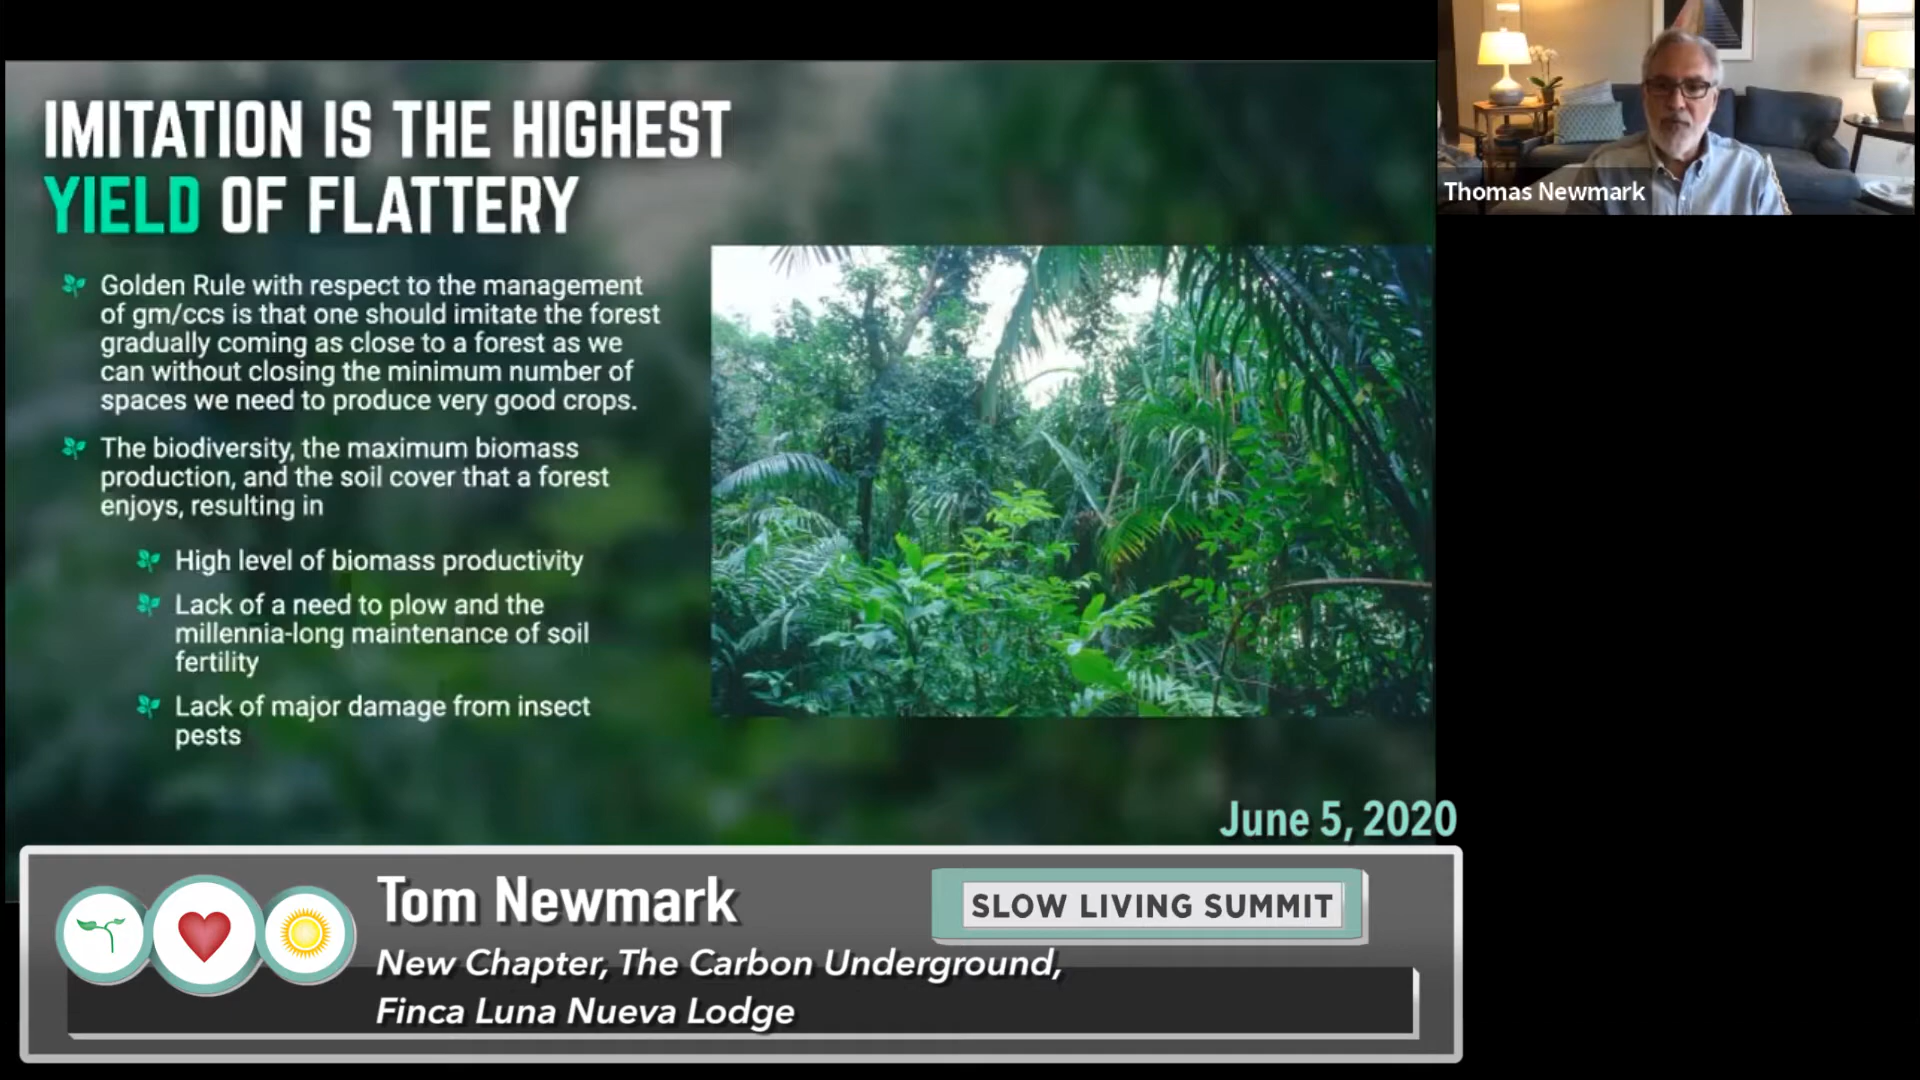 IMITATION IS THE HIGHEST
YIELD OF FLATTERY
Golden Rule with respect to the management
of gm/ccs is that one should imitate the forest
gradually coming as close to a forest as we
can without closing the minimum number of
spaces we need to produce very good crops.
The biodiversity, the maximum biomass
production, and the soil cover that a forest
enjoys, resulting in
High level of biomass productivity
Lack of a need to plow and the
millennia-long maintenance of soil
fertility
Lack of major damage from insect
pests
Thomas Newmark
June 5, 2020
Tom Newmark
SLOW LIVING SUMMIT
New Chapter, The Carbon Underground,
Finca Luna Nueva Lodge